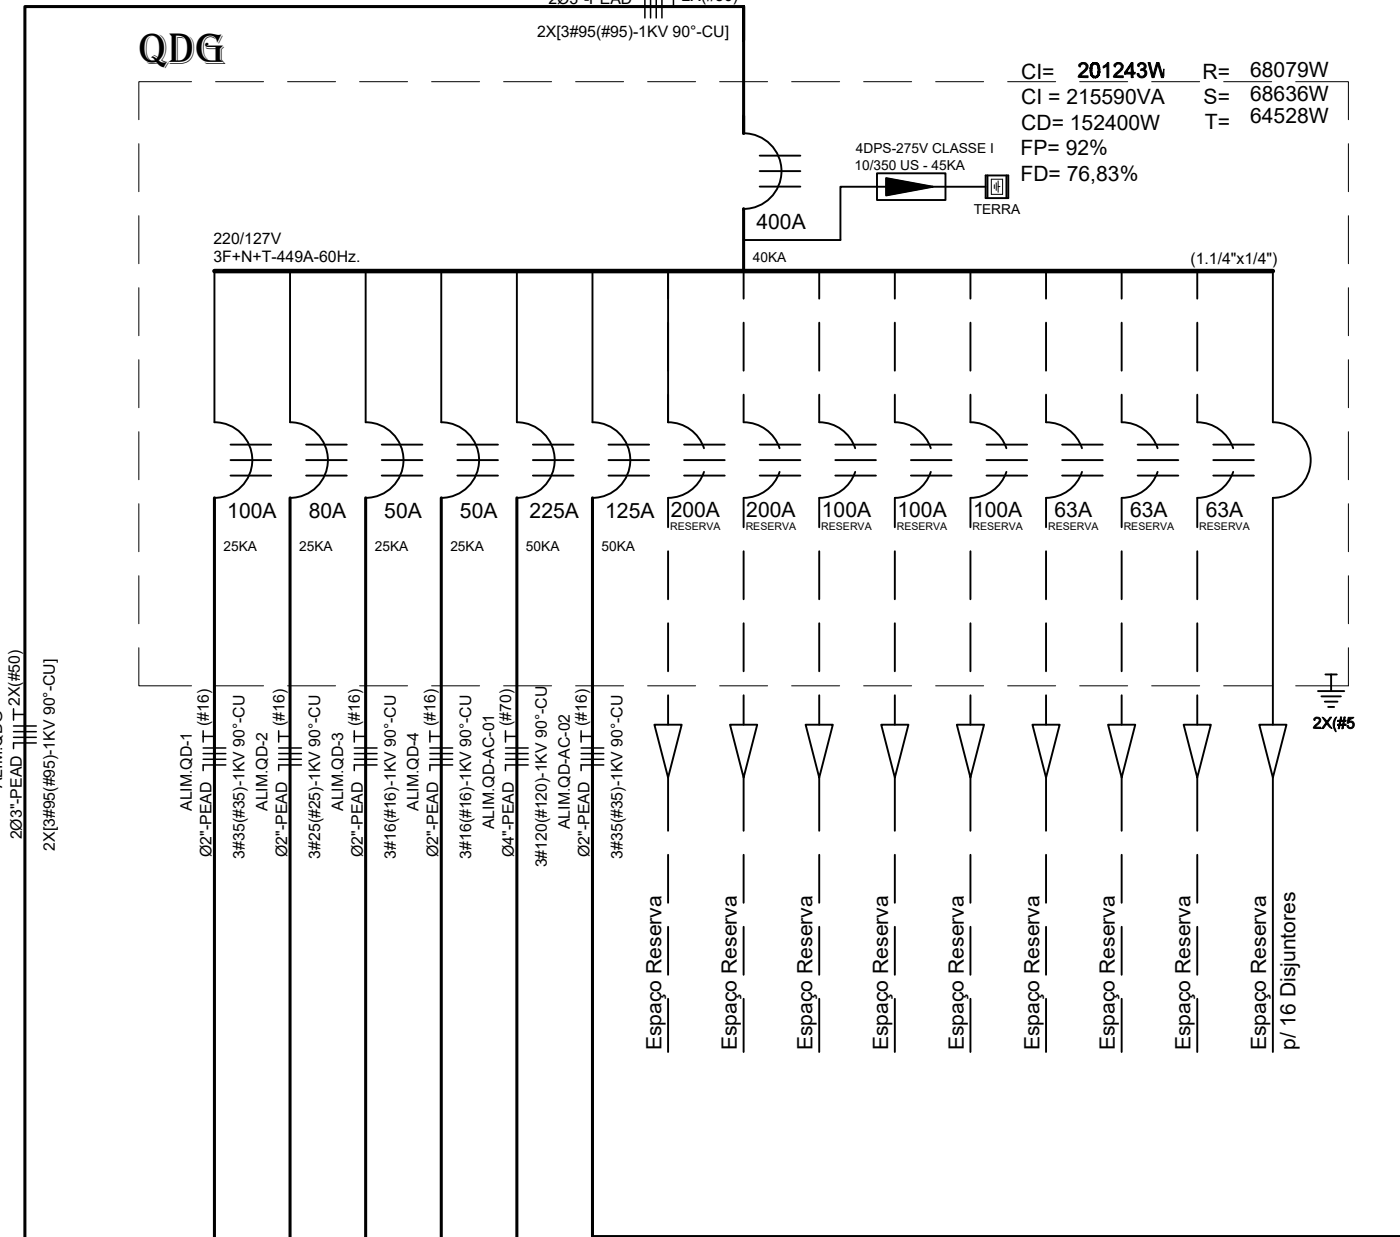 2X[3#95(#95)-1KV 90°-CU]
QDG
CI= 201243W R= 68079W
CI = 215590VA S= 68636W
CD= 152400W T= 64528W
FP= 92%
FD= 76,83%
4DPS-275V CLASSE I
10/350 US - 45KA
TERRA
400A
40KA
220/127V
3F+N+T-449A-60Hz.
(1.1/4"x1/4")
100A
25KA
80A
25KA
50A
25KA
50A
25KA
225A
50KA
125A
50KA
200A
RESERVA
200A
RESERVA
100A
RESERVA
100A
RESERVA
100A
RESERVA
63A
RESERVA
63A
RESERVA
63A
RESERVA
2X(#5
2Ø3"-PEAD T 2X(#50)
2X[3#95(#95)-1KV 90°-CU]
ALIM.QD-1
Ø2"-PEAD T (#16)
3#35(#35)-1KV 90°-CU
ALIM.QD-2
Ø2"-PEAD T (#16)
3#25(#25)-1KV 90°-CU
ALIM.QD-3
Ø2"-PEAD T (#16)
3#16(#16)-1KV 90°-CU
ALIM.QD-4
Ø2"-PEAD T (#16)
3#16(#16)-1KV 90°-CU
ALIM.QD-AC-01
Ø4"-PEAD T (#70)
3#120(#120)-1KV 90°-CU
ALIM.QD-AC-02
Ø2"-PEAD T (#16)
3#35(#35)-1KV 90°-CU
Espaço Reserva
Espaço Reserva
Espaço Reserva
Espaço Reserva
Espaço Reserva
Espaço Reserva
Espaço Reserva
Espaço Reserva
Espaço Reserva
p/ 16 Disjuntores